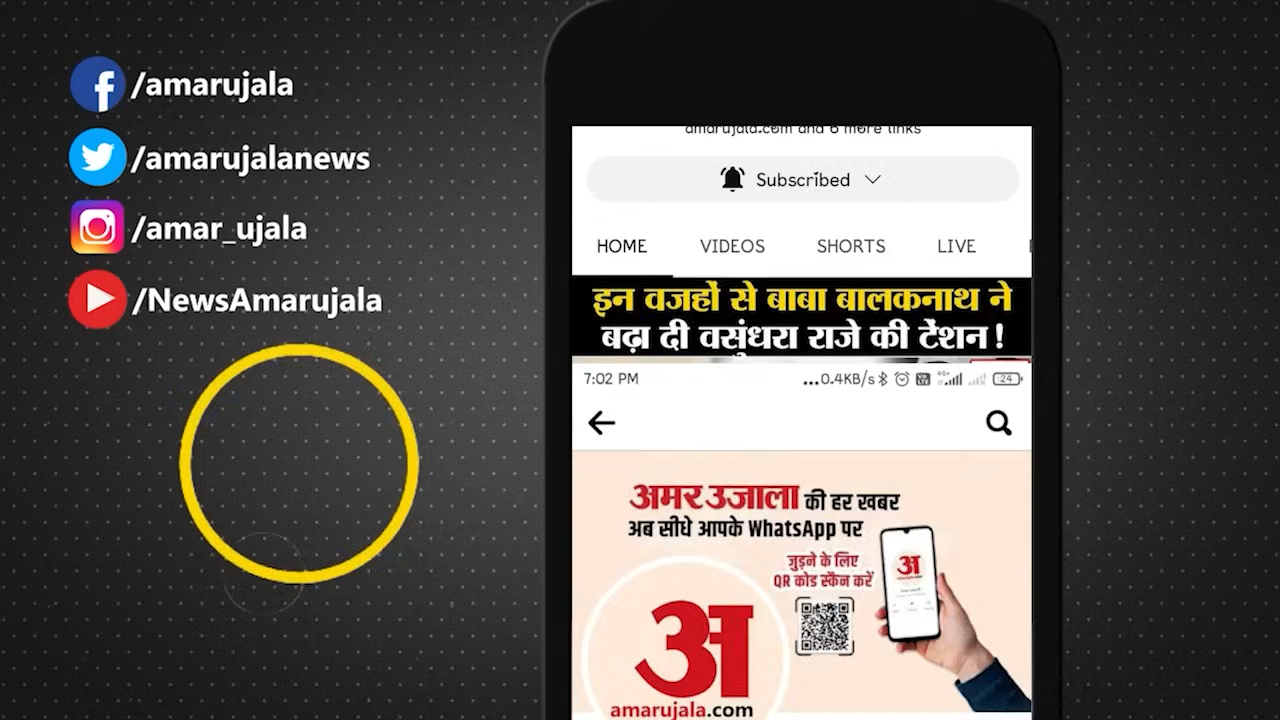 /amarujala
/amarujalanews
/amar_ujala
/NewsAmarujala
amarujala.com and 6 more links
Subscribed
HOME VIDEOS SHORTS LIVE
इन वजहों से बाबा बालकनाथ ने
बढ़ा दी वसुंधरा राजे की टेंशन!
7:02 PM ...0.4KB/s 4G+ 24
अमर उजाला की हर खबर
अब सीधे आपके WhatsApp पर
जुड़ने के लिए
QR कोड स्कैन करें
अ
अ
amarujala.com